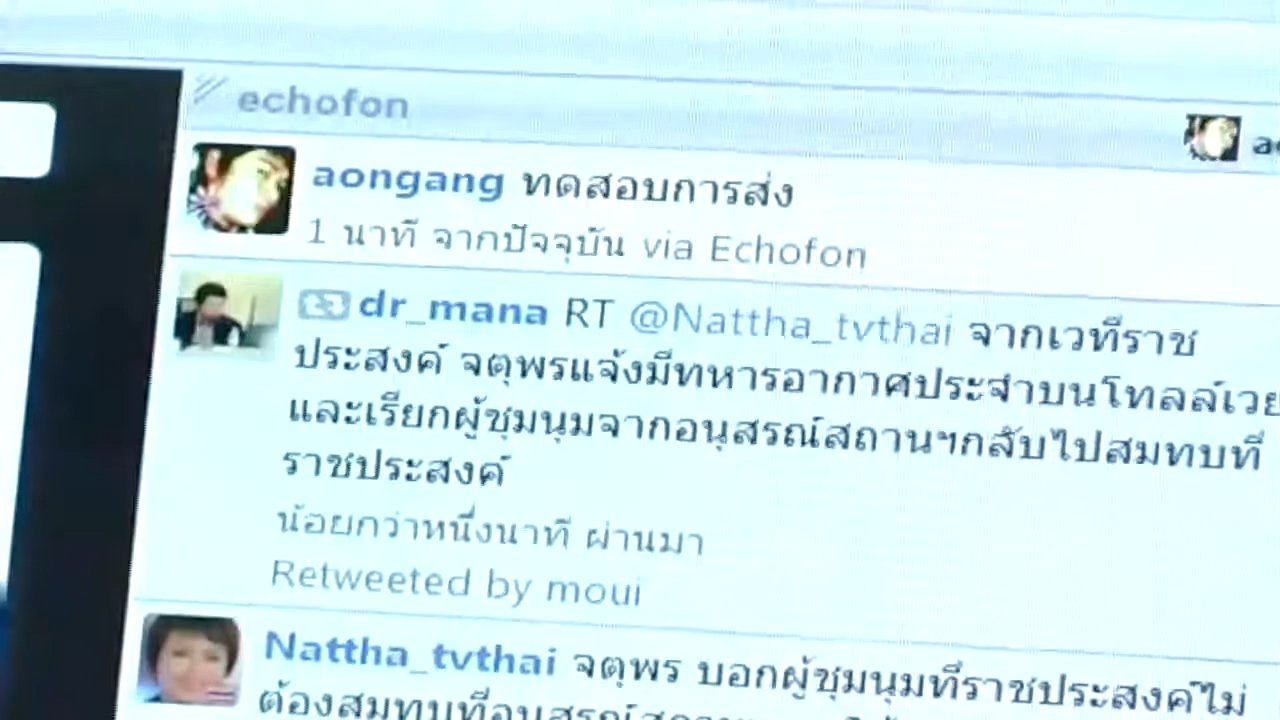 echofon
aongang ทดสอบการส่ง
1 นาที จากปัจจุบัน via Echofon
dr_mana RT @Nattha_tvthai จากเวทีราช
ประสงค์ จตุพรแจ้งมีทหารอากาศประจำบนโทลล์เวย
และเรียกผู้ชุมนุมจากอนุสรณ์สถานฯกลับไปสมทบที่
ราชประสงค์
น้อยกว่าหนึ่งนาที ผ่านมา
Retweeted by moui
Nattha_tvthai จตุพร บอกผู้ชุมนุมที่ราชประสงค์ไม่
ต้องสมทบที่อนุสรณ์